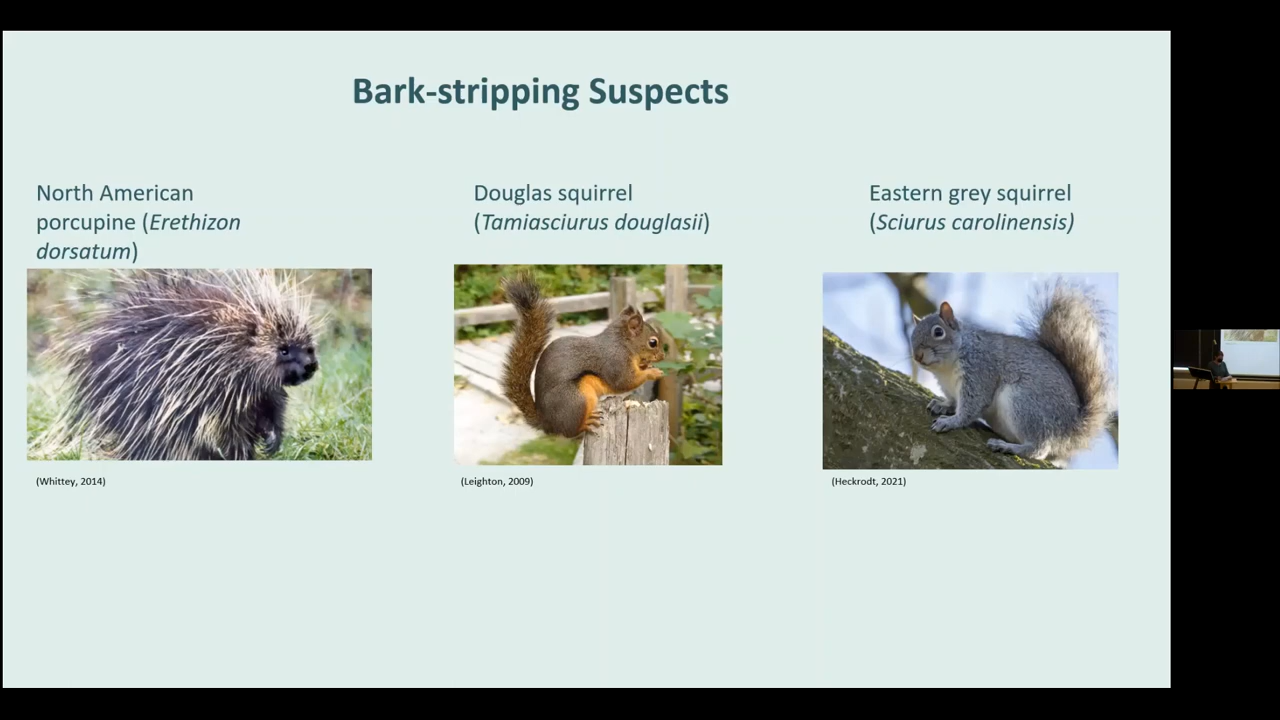 Bark-stripping Suspects
North American
porcupine (Erethizon
dorsatum)
Douglas squirrel
(Tamiasciurus douglasii)
Eastern grey squirrel
(Sciurus carolinensis)
(Whittey, 2014)
(Leighton, 2009)
(Heckrodt, 2021)